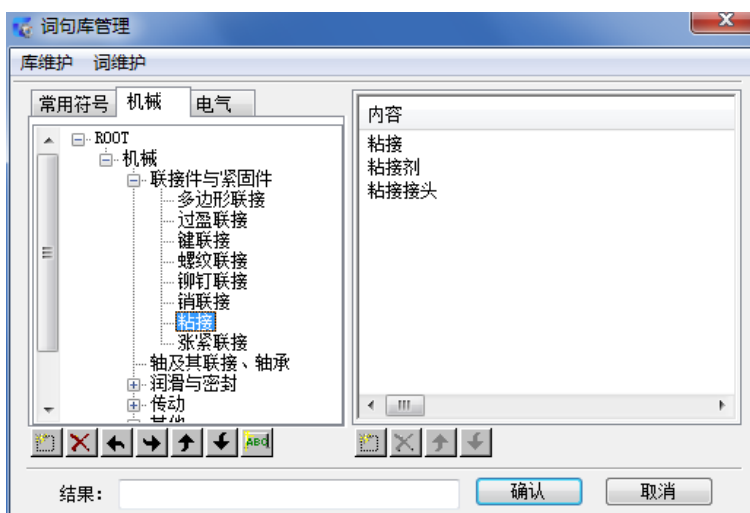 词句库管理
库维护 词维护
常用符号 机械 电气
ROOT
机械
联接件与紧固件
多边形联接
过盈联接
键联接
螺纹联接
铆钉联接
销联接
粘接
张紧联接
轴及其联接、轴承
润滑与密封
传动
其他
内容
粘接
粘接剂
粘接接头
ABC
结果:
确认 取消